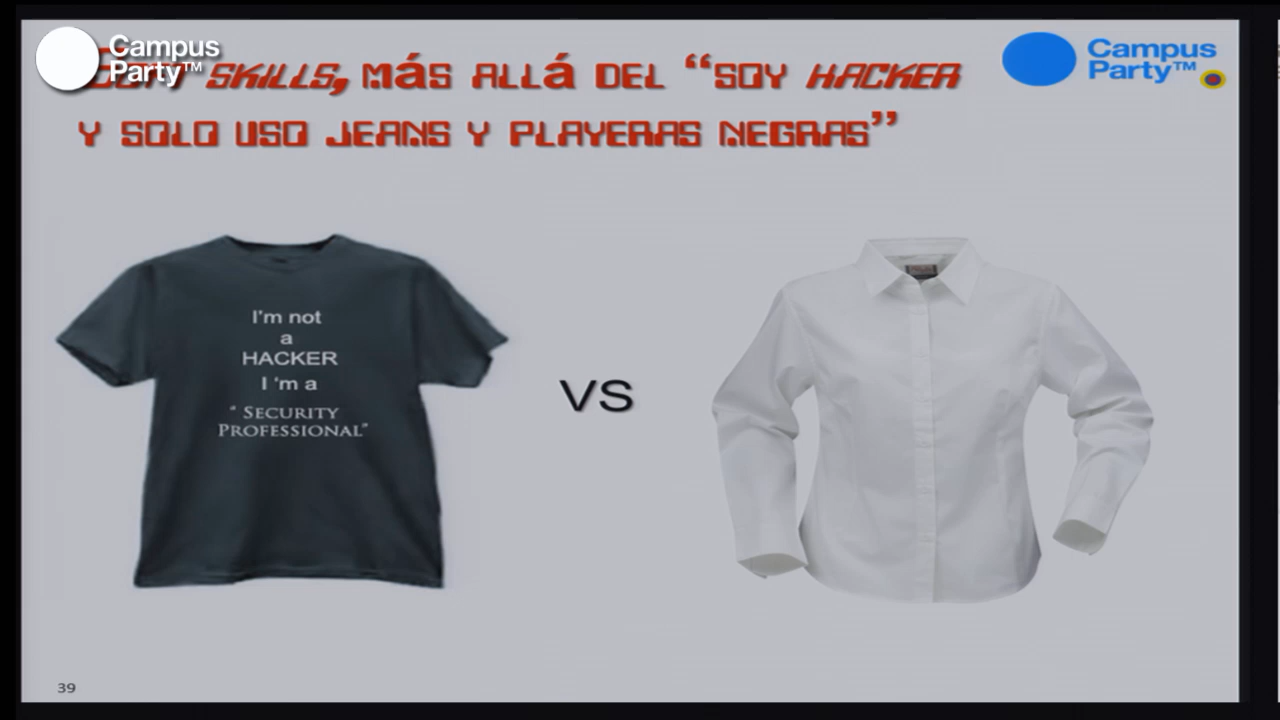 Campus
Party™
SKILLS, MÁS ALLÁ DEL “SOY HACKER
Y SOLO USO JEANS Y PLAYERAS NEGRAS”
Campus
Party™
I'm not
a
HACKER
I 'm a
“ SECURITY
PROFESSIONAL”
VS
39